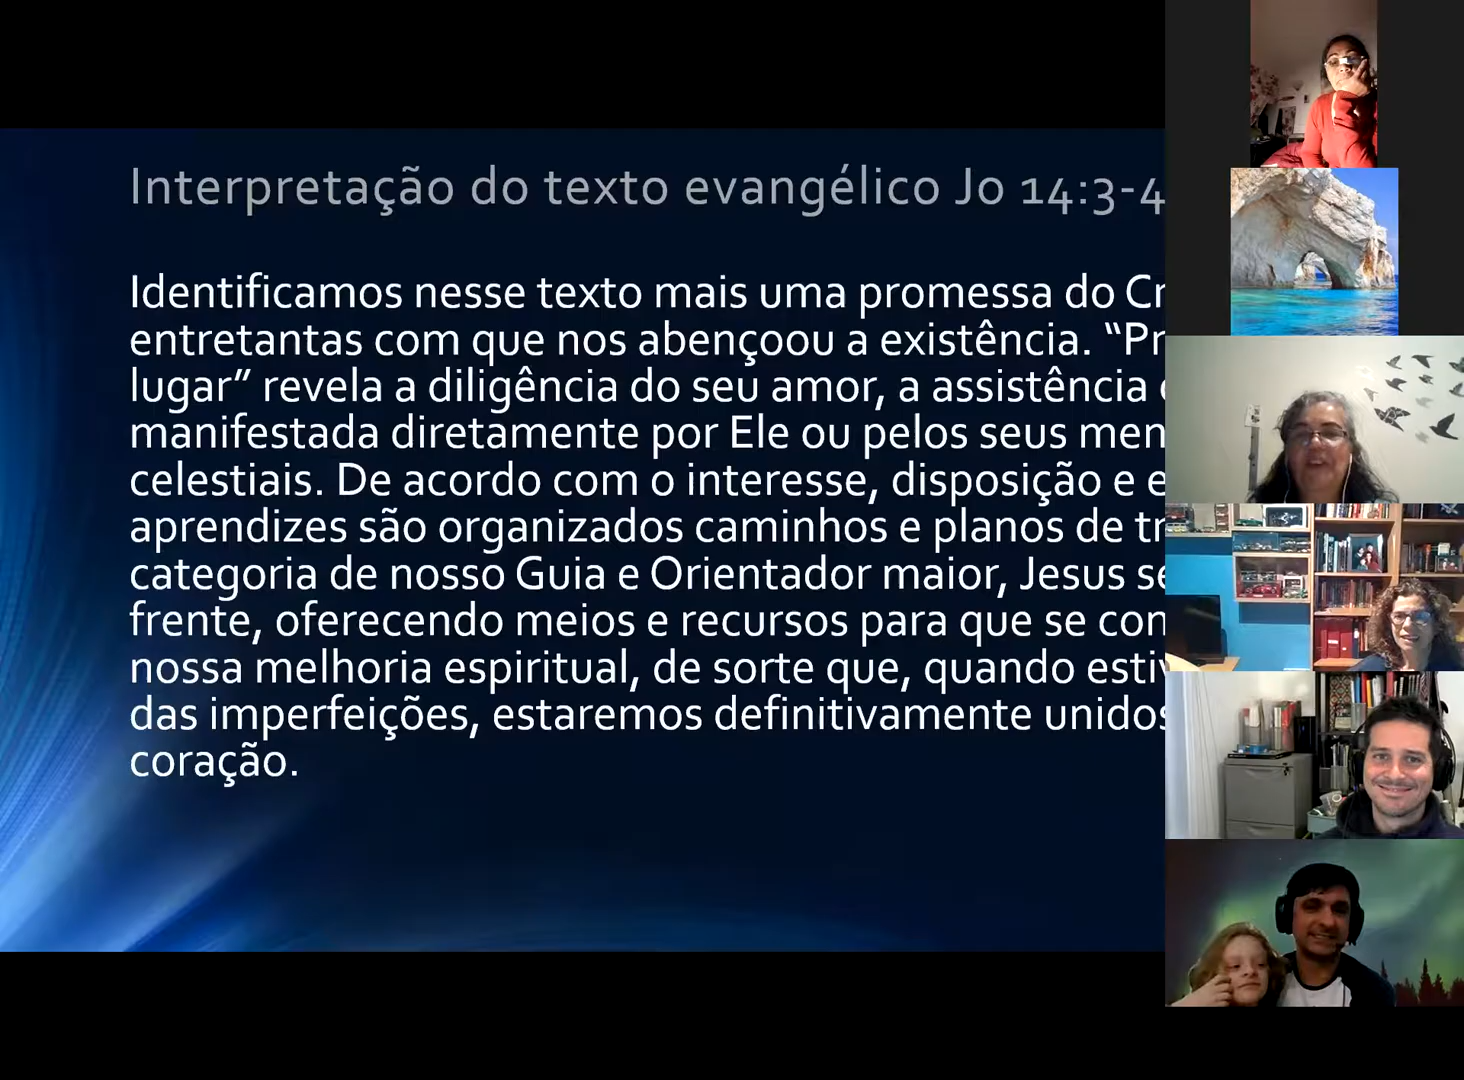 Interpretação do texto evangélico Jo 14:3-4
Identificamos nesse texto mais uma promessa do
entretantas com que nos abençoou a existência.
lugar” revela a diligência do seu amor, a assistência
manifestada diretamente por Ele ou pelos seus
celestiais. De acordo com o interesse, disposição e
aprendizes são organizados caminhos e planos de
categoria de nosso Guia e Orientador maior, Jesus
frente, oferecendo meios e recursos para que se
nossa melhoria espiritual, de sorte que, quando
das imperfeições, estaremos definitivamente unidos
coração.